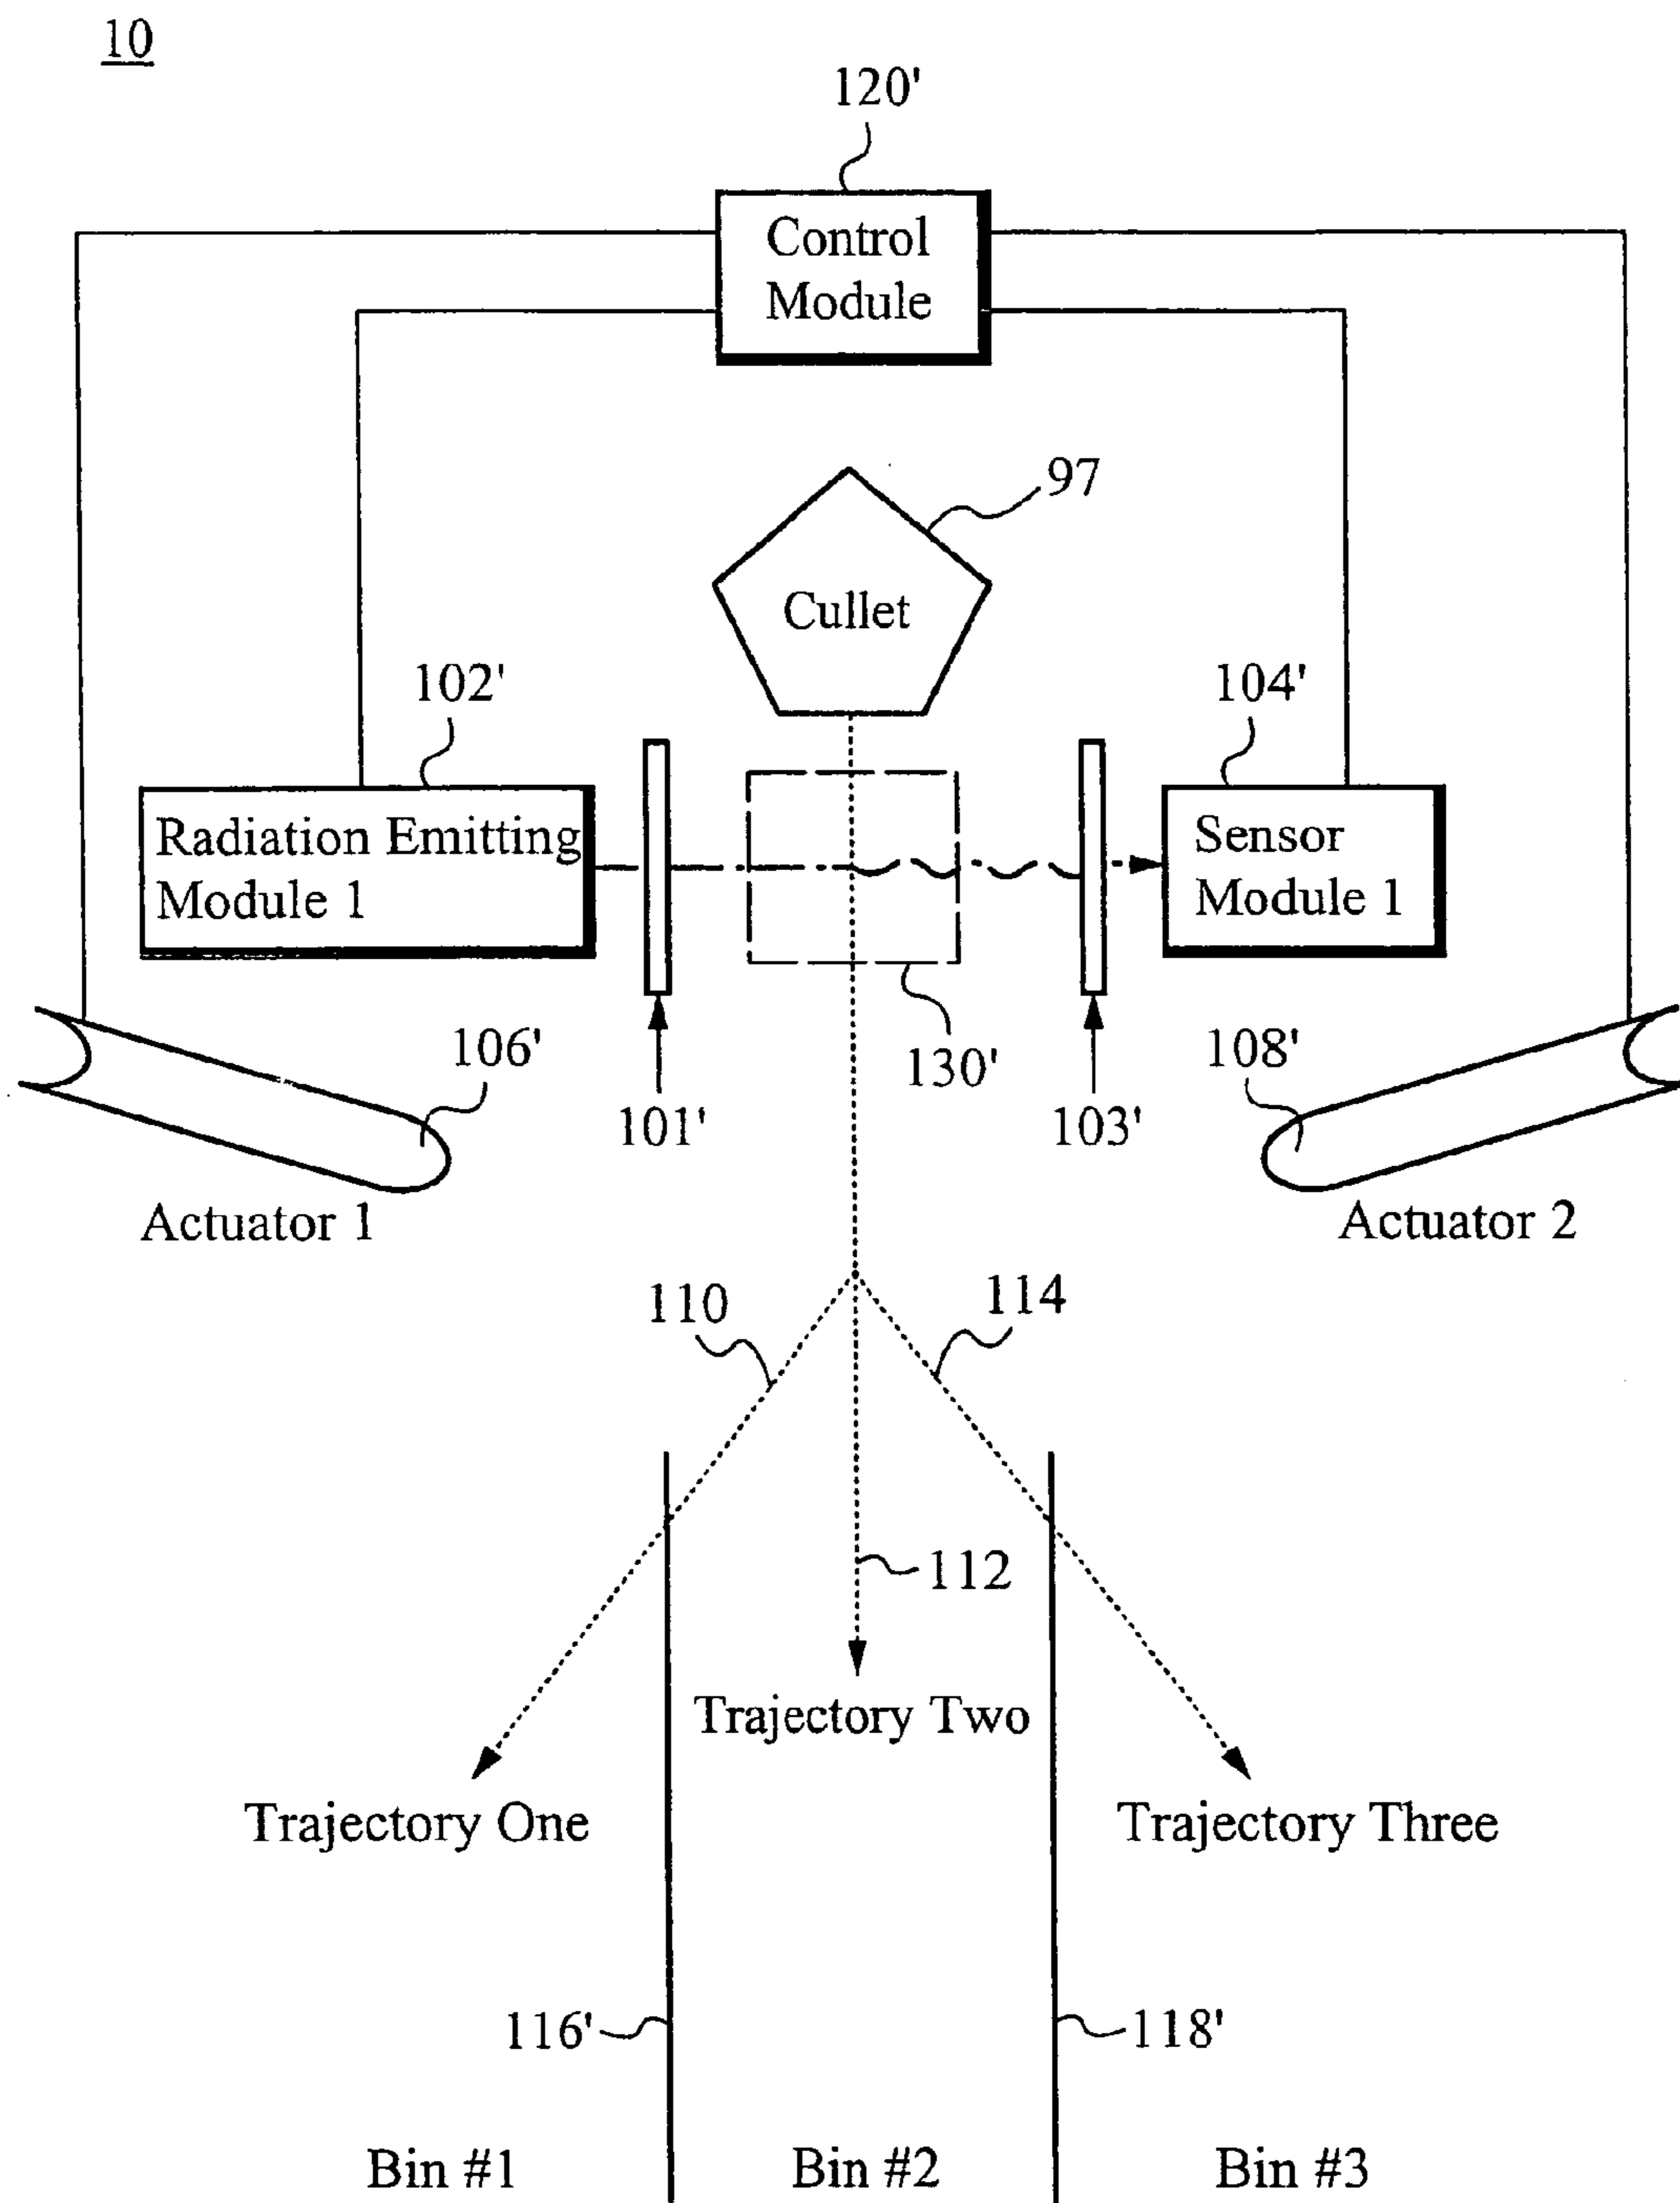 10
120'
Control
Module
97
Cullet
102'
104'
Radiation Emitting
Module 1
Sensor
Module 1
106'
130'
108'
101'
103'
Actuator 1
Actuator 2
110
114
112
Trajectory Two
Trajectory One
Trajectory Three
116'
118'
Bin #1
Bin #2
Bin #3